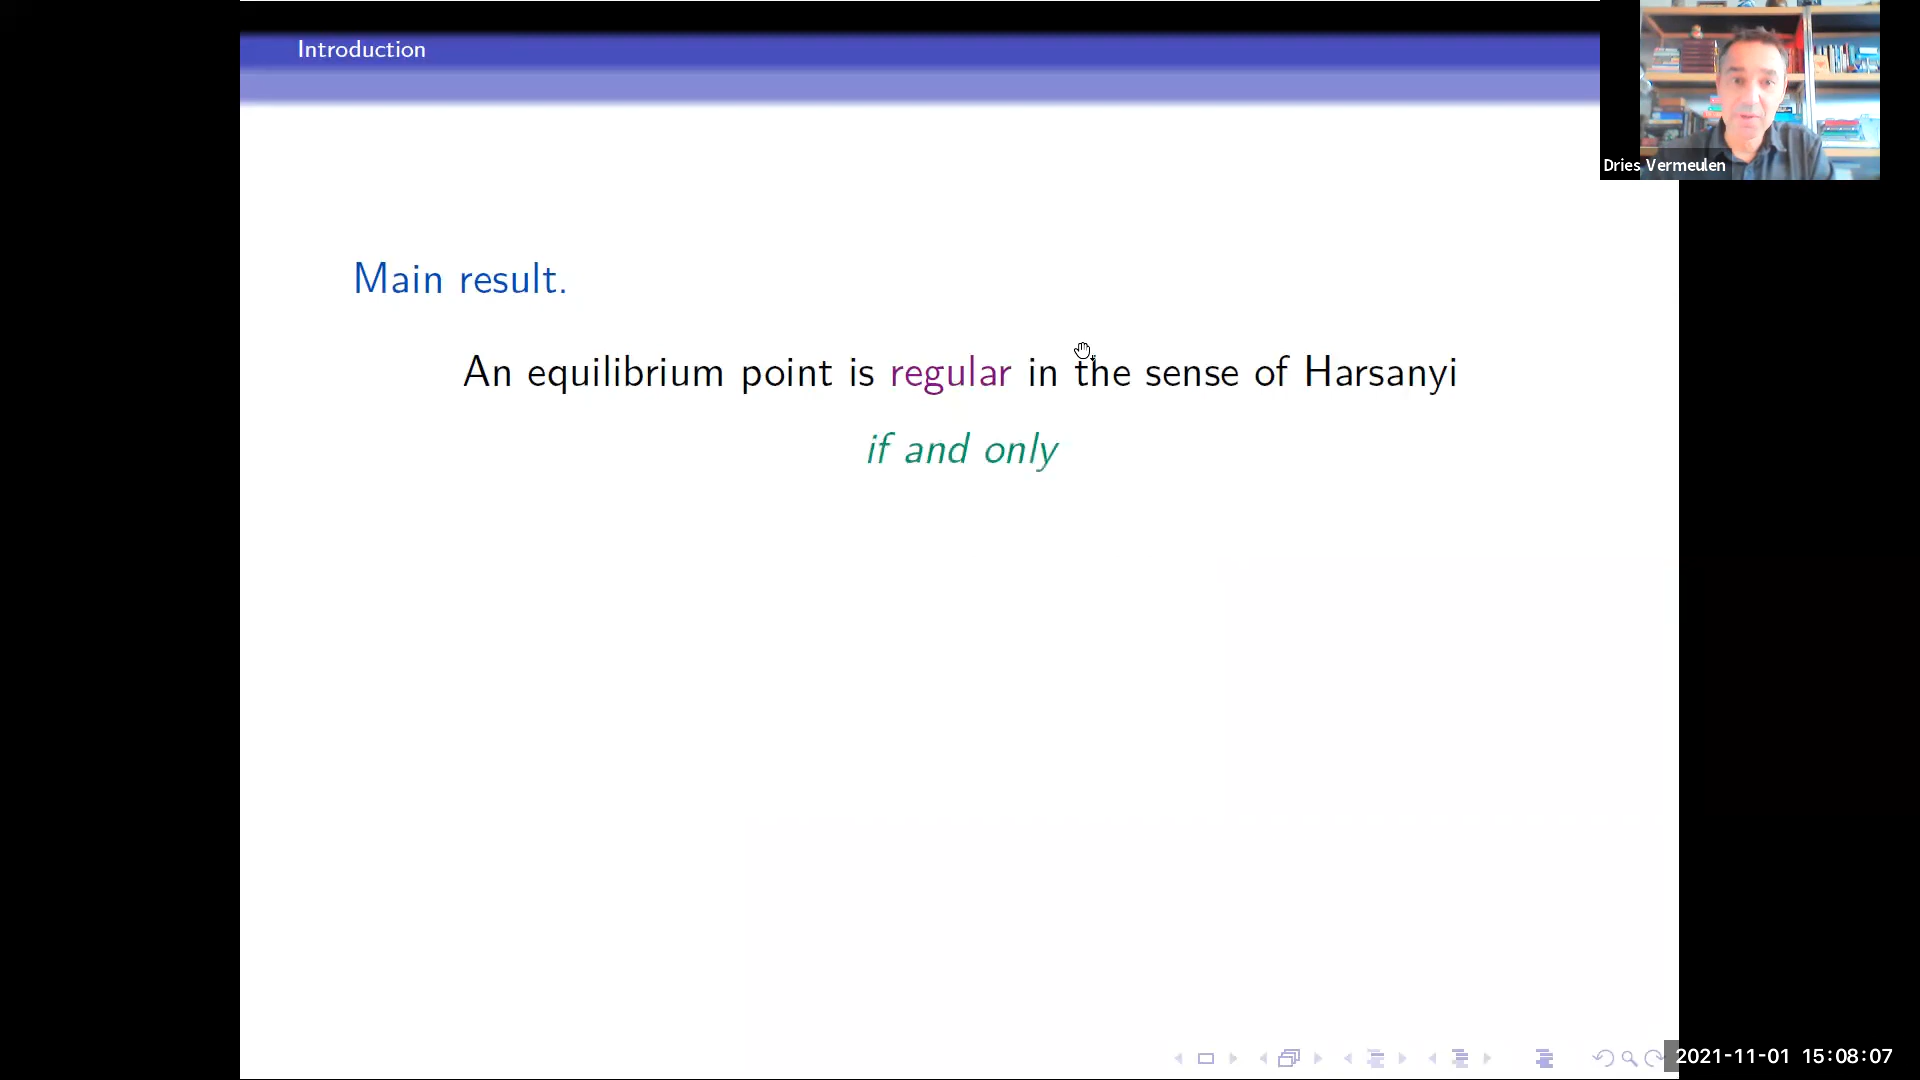 Introduction
Dries Vermeulen
Main result.
An equilibrium point is regular in the sense of Harsanyi
if and only
2021-11-01 15:08:07